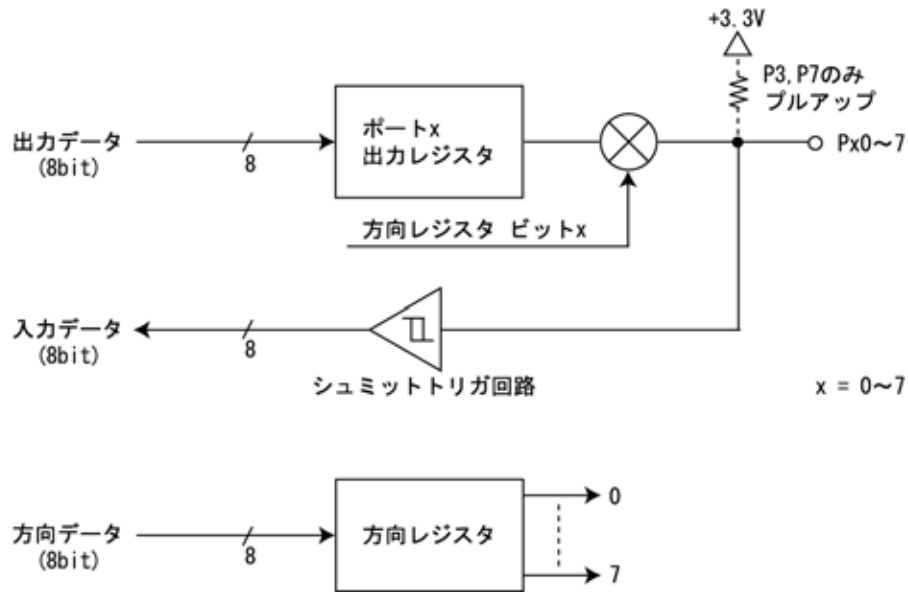 +3.3V
P3,P7のみ
プルアップ
出力データ
(8bit)
8
ポートx
出力レジスタ
Px0～7
方向レジスタ ビットx
入力データ
(8bit)
8
シュミットトリガ回路
x = 0～7
方向データ
(8bit)
8
方向レジスタ
0
7